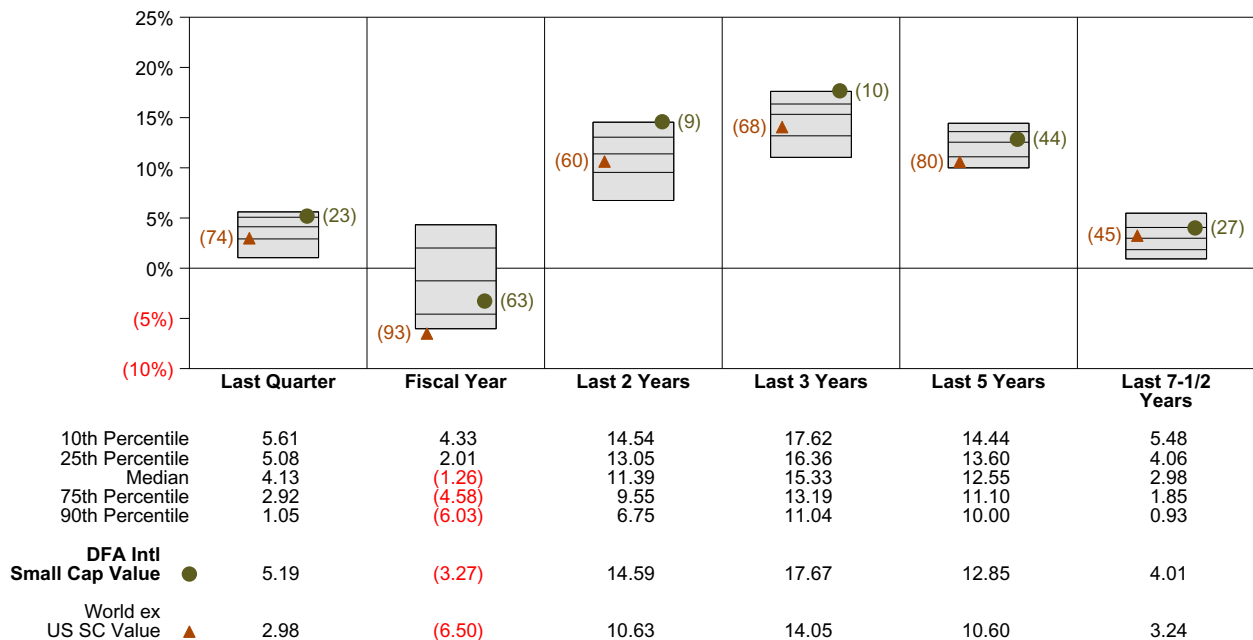 25%
20%
15%
10%
5%
0%
(5%)
(10%)
(74)
(23)
(93)
(63)
(60)
(9)
(68)
(10)
(80)
(44)
(45)
(27)
Last Quarter Fiscal Year Last 2 Years Last 3 Years Last 5 Years Last 7-1/2
Years
10th Percentile 5.61 4.33 14.54 17.62 14.44 5.48
25th Percentile 5.08 2.01 13.05 16.36 13.60 4.06
Median 4.13 (1.26) 11.39 15.33 12.55 2.98
75th Percentile 2.92 (4.58) 9.55 13.19 11.10 1.85
90th Percentile 1.05 (6.03) 6.75 11.04 10.00 0.93
DFA Intl
Small Cap Value 5.19 (3.27) 14.59 17.67 12.85 4.01
World ex
US SC Value 2.98 (6.50) 10.63 14.05 10.60 3.24